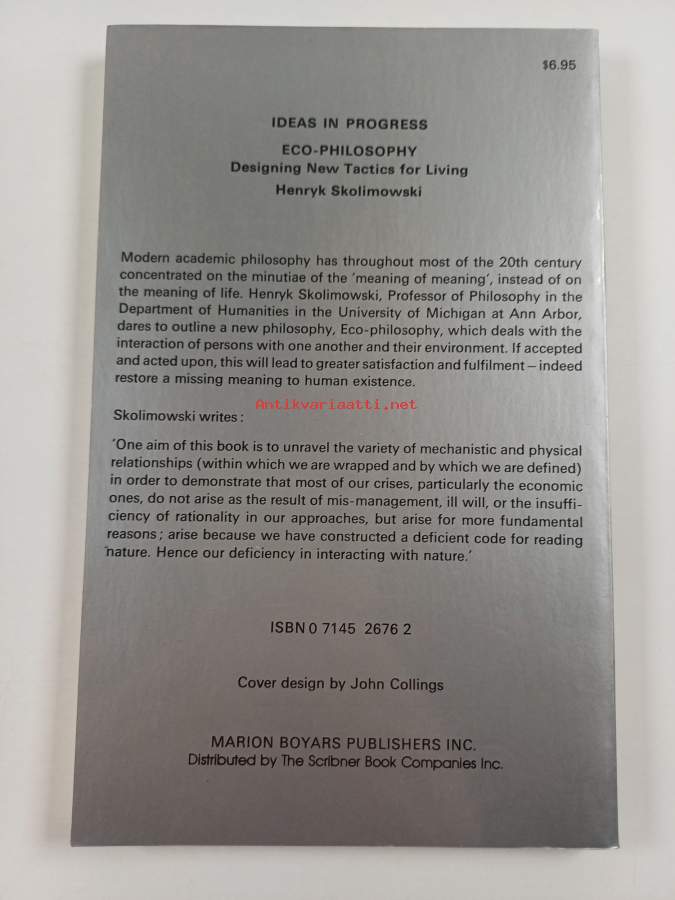 $6.95
IDEAS IN PROGRESS
ECO-PHILOSOPHY
Designing New Tactics for Living
Henryk Skolimowski
Modern academic philosophy has throughout most of the 20th century
concentrated on the minutiae of the 'meaning of meaning', instead of on
the meaning of life. Henryk Skolimowski, Professor of Philosophy in the
Department of Humanities in the University of Michigan at Ann Arbor,
dares to outline a new philosophy, Eco-philosophy, which deals with the
interaction of persons with one another and their environment. If accepted
and acted upon, this will lead to greater satisfaction and fulfilment – indeed
restore a missing meaning to human existence.
Antikvariaatti.net
Skolimowski writes:
'One aim of this book is to unravel the variety of mechanistic and physical
relationships (within which we are wrapped and by which we are defined)
in order to demonstrate that most of our crises, particularly the economic
ones, do not arise as the result of mis-management, ill will, or the insuffi-
ciency of rationality in our approaches, but arise for more fundamental
reasons; arise because we have constructed a deficient code for reading
nature. Hence our deficiency in interacting with nature.'
ISBN 0 7145 2676 2
Cover design by John Collings
MARION BOYARS PUBLISHERS INC.
Distributed by The Scribner Book Companies Inc.